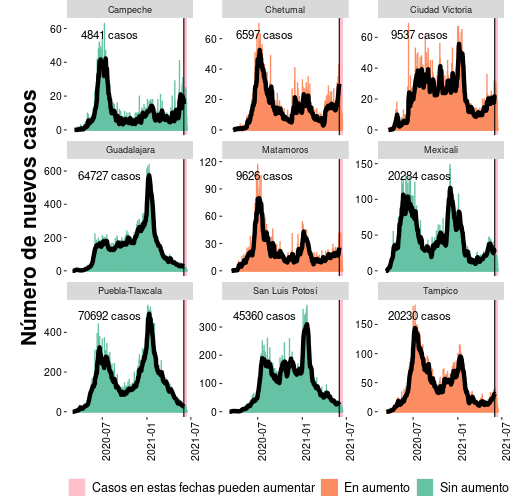 Campeche
Chetumal
Ciudad Victoria
60
40
20
0
4841 casos
60
40
20
0
6597 casos
60
40
20
0
9537 casos
Guadalajara
Matamoros
Mexicali
600
400
200
0
64727 casos
120
90
60
30
0
9626 casos
150
100
50
0
20284 casos
Puebla-Tlaxcala
San Luis Potosí
Tampico
400
200
0
70692 casos
300
200
100
0
45360 casos
150
100
50
0
20230 casos
Número de nuevos casos
2020-07
2021-01
2021-07
2020-07
2021-01
2021-07
2020-07
2021-01
2021-07
Casos en estas fechas pueden aumentar
En aumento
Sin aumento